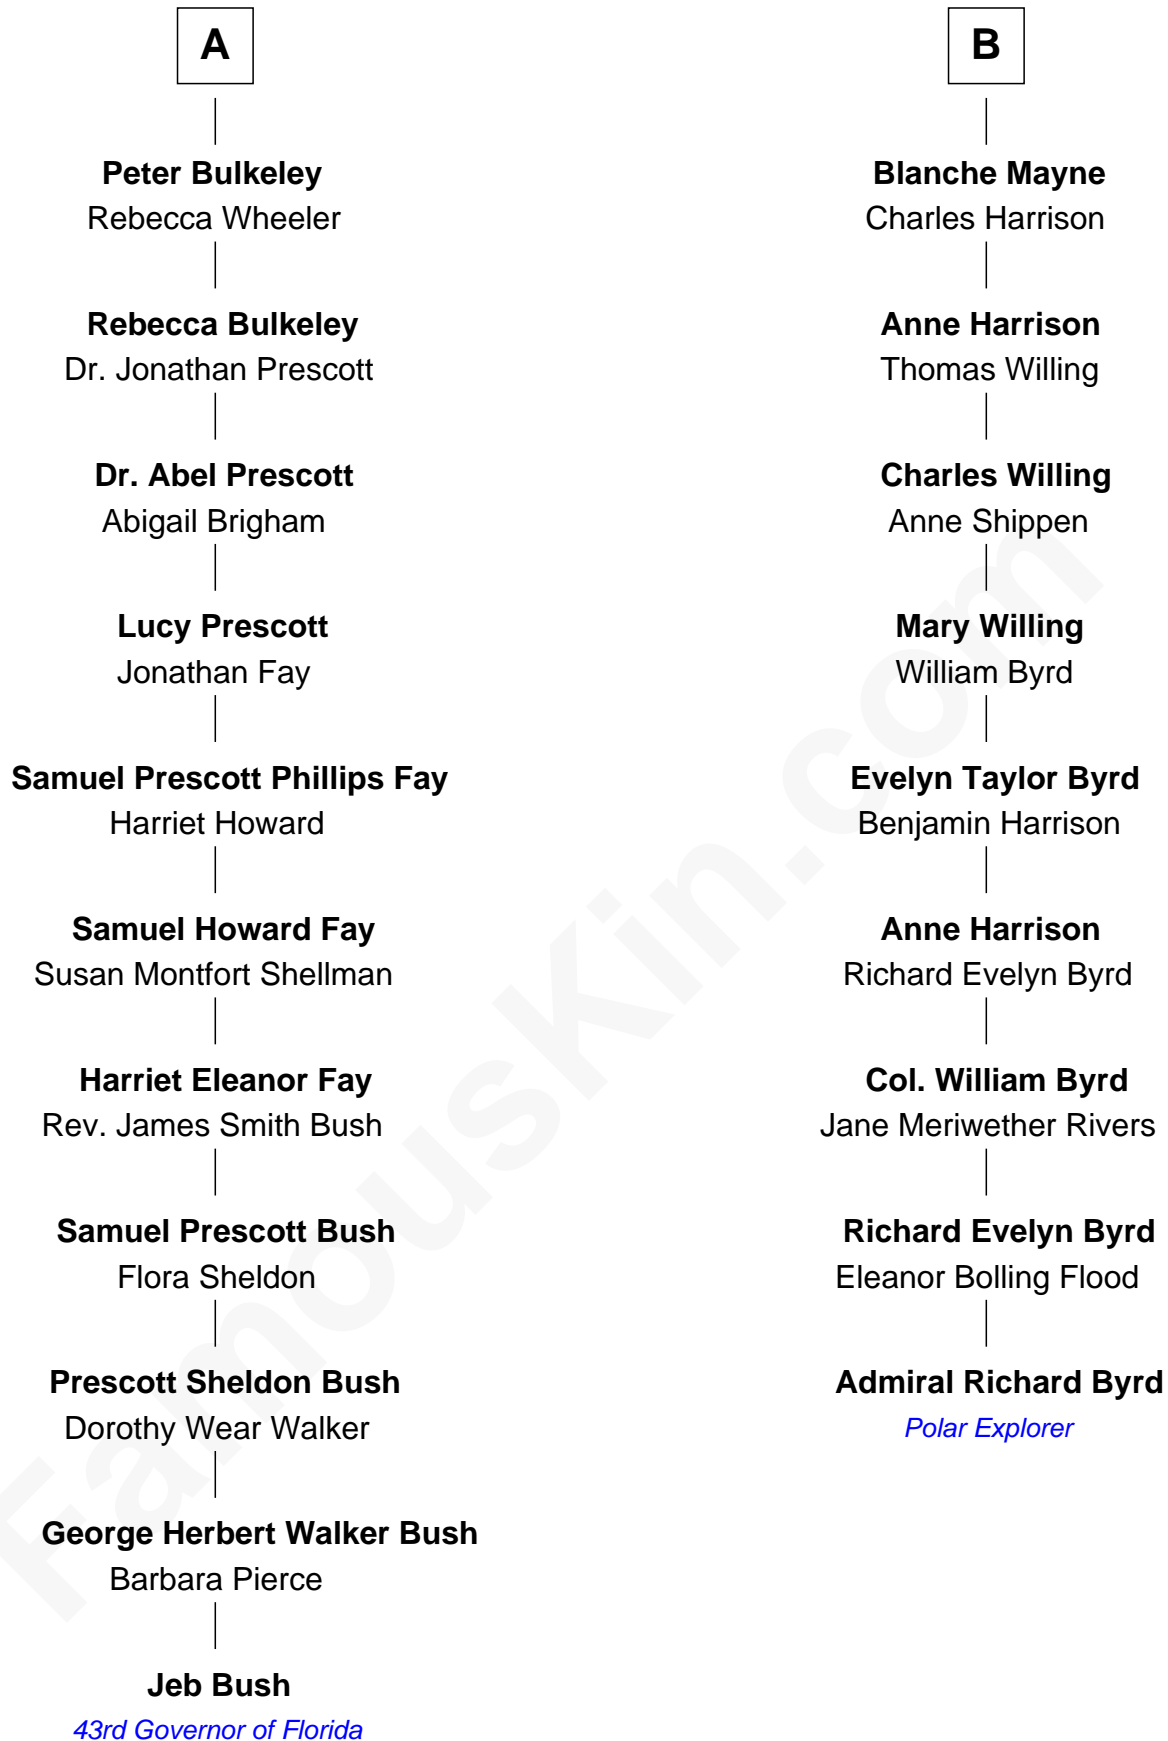 A
Peter Bulkeley
Rebecca Wheeler
Rebecca Bulkeley
Dr. Jonathan Prescott
Dr. Abel Prescott
Abigail Brigham
Lucy Prescott
Jonathan Fay
Samuel Prescott Phillips Fay
Harriet Howard
Samuel Howard Fay
Susan Montfort Shellman
Harriet Eleanor Fay
Rev. James Smith Bush
Samuel Prescott Bush
Flora Sheldon
Prescott Sheldon Bush
Dorothy Wear Walker
George Herbert Walker Bush
Barbara Pierce
Jeb Bush
43rd Governor of Florida
B
Blanche Mayne
Charles Harrison
Anne Harrison
Thomas Willing
Charles Willing
Anne Shippen
Mary Willing
William Byrd
Evelyn Taylor Byrd
Benjamin Harrison
Anne Harrison
Richard Evelyn Byrd
Col. William Byrd
Jane Meriwether Rivers
Richard Evelyn Byrd
Eleanor Bolling Flood
Admiral Richard Byrd
Polar Explorer
FamousKin.com